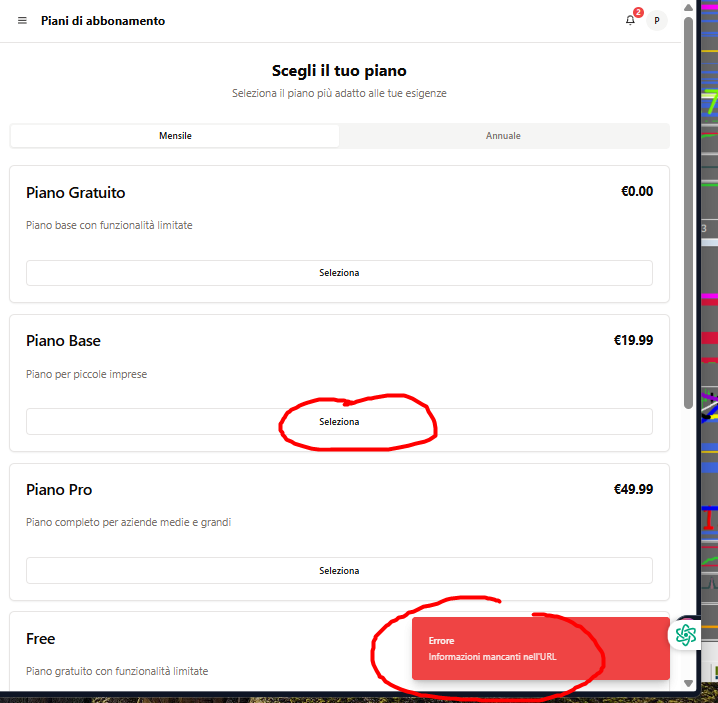 Piani di abbonamento
2
P
Scegli il tuo piano
Seleziona il piano più adatto alle tue esigenze
Mensile
Annuale
Piano Gratuito
€0.00
Piano base con funzionalità limitate
Seleziona
Piano Base
€19.99
Piano per piccole imprese
Seleziona
Piano Pro
€49.99
Piano completo per aziende medie e grandi
Seleziona
Free
Piano gratuito con funzionalità limitate
Errore
Informazioni mancanti nell'URL
7
3
1